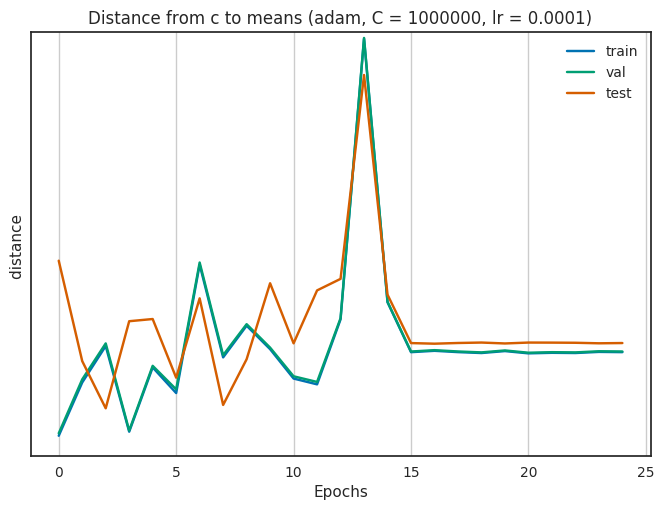 Distance from c to means (adam, C = 1000000, lr = 0.0001)
train
val
test
distance
0
5
10
15
20
25
Epochs